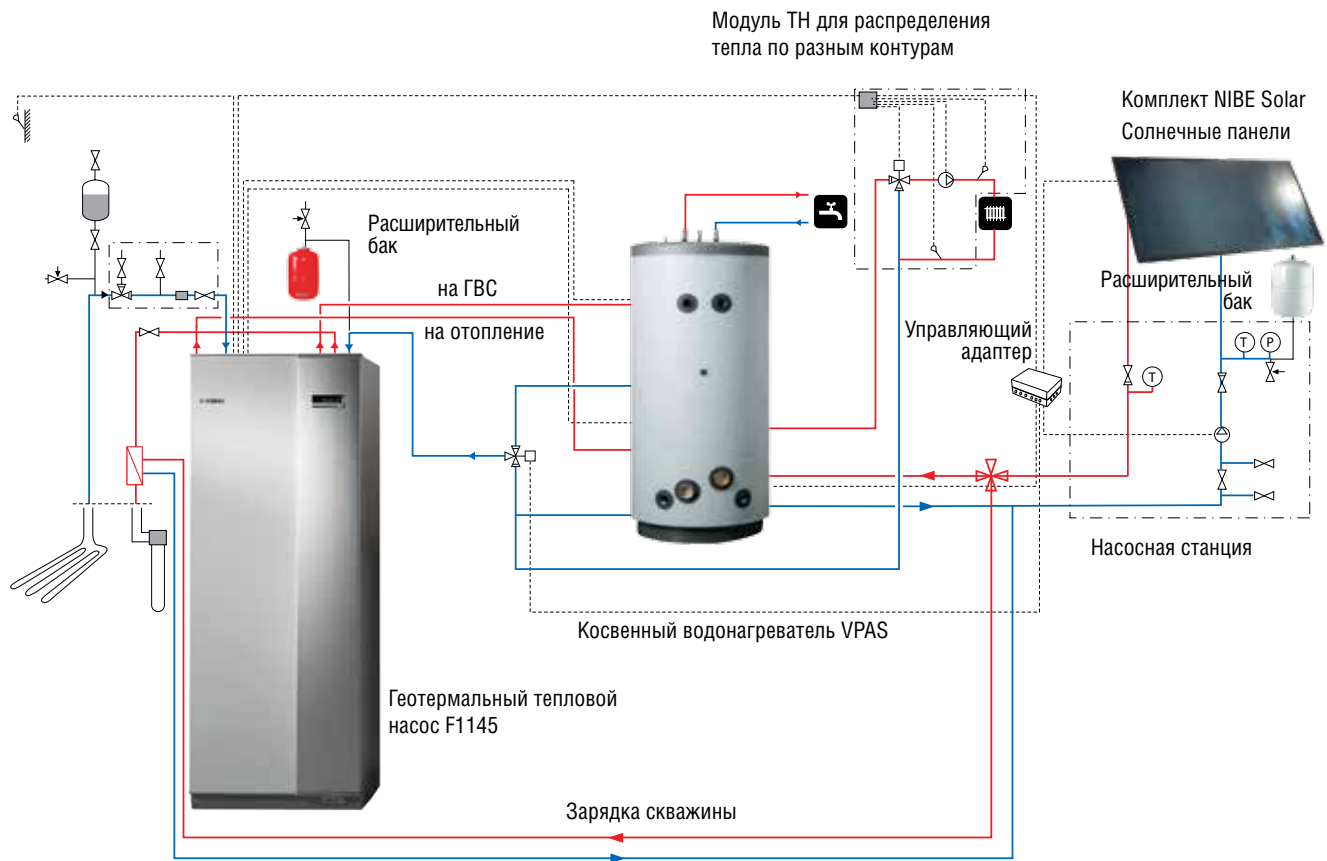 Модуль ТН для распределения
тепла по разным контурам
Комплект NIBE Solar
Солнечные панели
Расширительный
бак
на ГВС
на отопление
Расширительный
бак
Управляющий
адаптер
T
P
T
Насосная станция
Косвенный водонагреватель VPAS
Геотермальный тепловой
насос F1145
Зарядка скважины